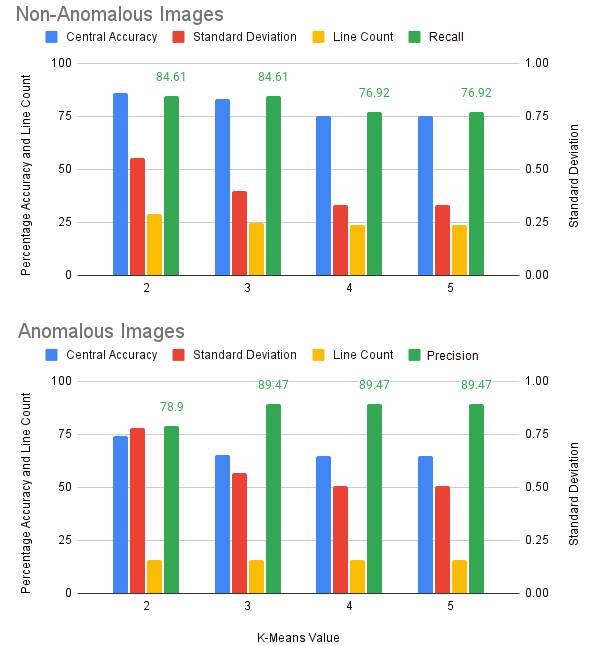 Non-Anomalous Images
Central Accuracy Standard Deviation Line Count Recall
Percentage Accuracy and Line Count
100
75
50
25
0
84.61 84.61 76.92 76.92
1.00
0.75
0.50
0.25
0.00
Standard Deviation
2 3 4 5
Anomalous Images
Central Accuracy Standard Deviation Line Count Precision
Percentage Accuracy and Line Count
100
75
50
25
0
78.9 89.47 89.47 89.47
1.00
0.75
0.50
0.25
0.00
Standard Deviation
2 3 4 5
K-Means Value